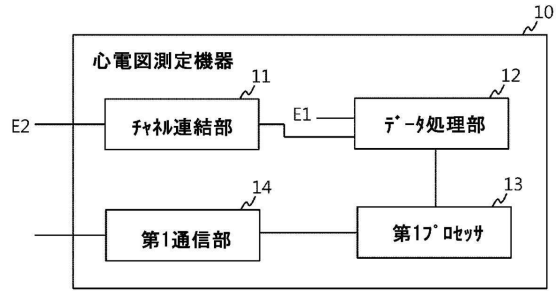 10
心電図測定機器
11
12
E2
チャネル連結部
E1
データ処理部
14
13
第1通信部
第1プロセッサ